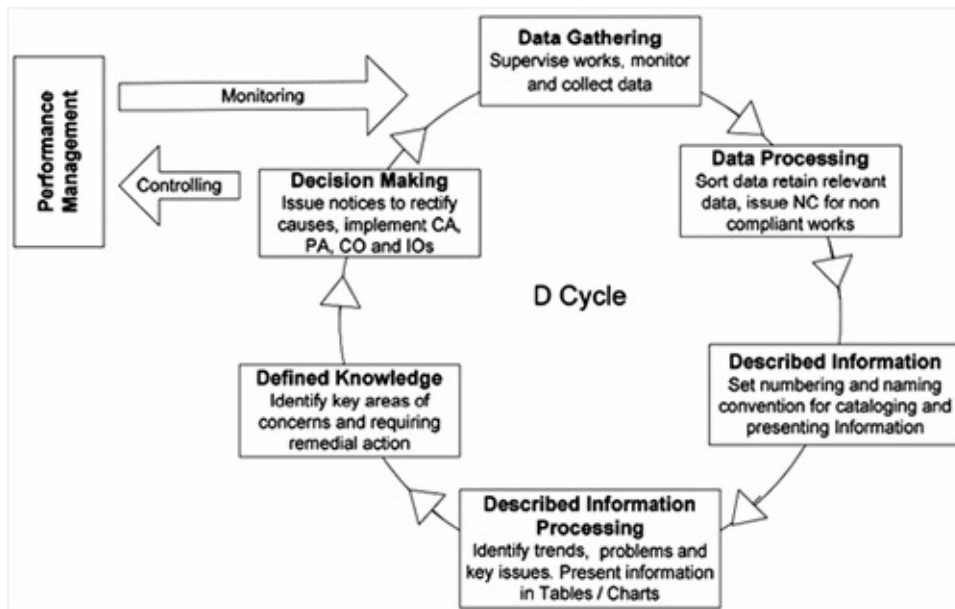 Performance
Management
Monitoring
Controlling
Data Gathering
Supervise works, monitor
and collect data
Data Processing
Sort data retain relevant
data, issue NC for non
compliant works
Described Information
Set numbering and naming
convention for cataloging and
presenting Information
Described Information
Processing
Identify trends, problems and
key issues. Present information
in Tables / Charts
Defined Knowledge
Identify key areas of
concerns and requiring
remedial action
Decision Making
Issue notices to rectify
causes, implement CA,
PA, CO and IOs
D Cycle